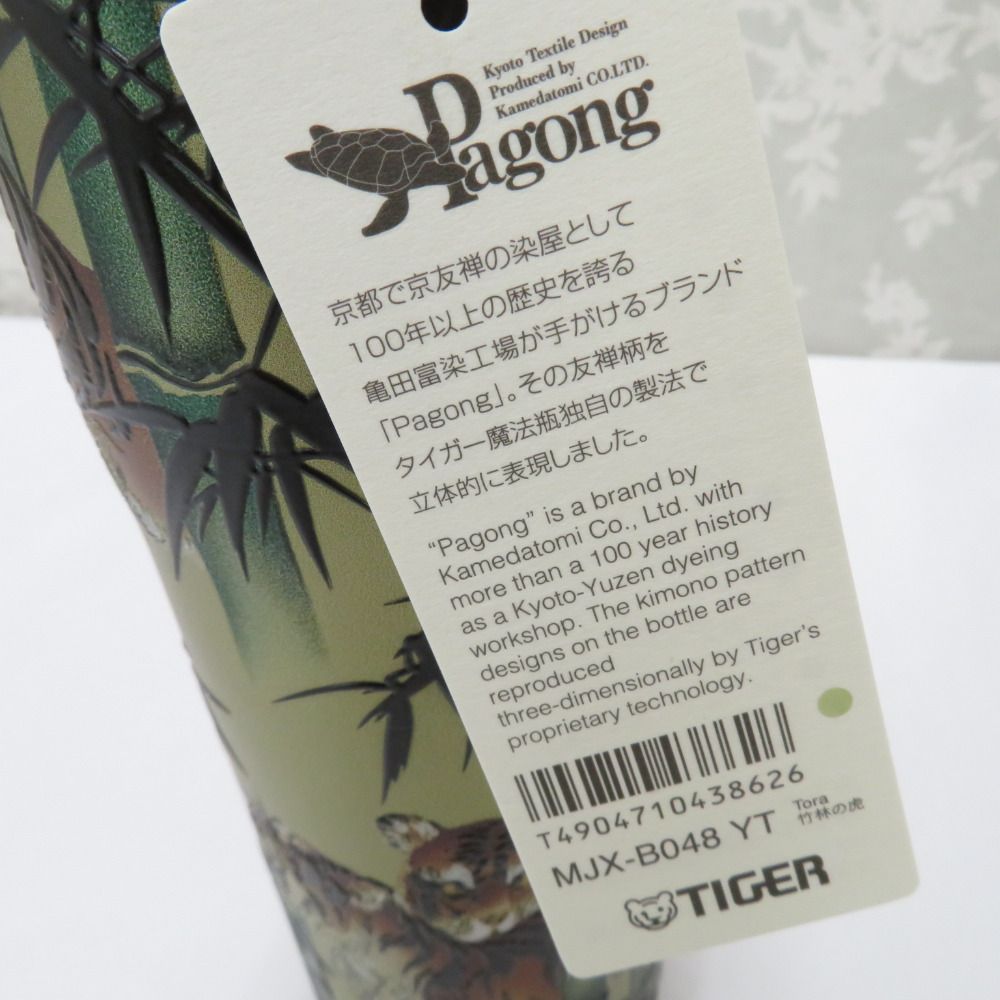 Kyoto Textile Design
Produced by
Kamedatomi CO.LTD.
Pagong
京都で京友禅の染屋として
100年以上の歴史を誇る
亀田富染工場が手がけるブランド
「Pagong」。その友禅柄を
タイガー魔法瓶独自の製法で
立体的に表現しました。
“Pagong” is a brand by
Kamedatomi Co., Ltd. with
more than a 100 year history
as a Kyoto-Yuzen dyeing
workshop. The kimono pattern
designs on the bottle are
reproduced
three-dimensionally by Tiger's
proprietary technology.
T4904710438626
MJX-B048 YT
Tora
竹林の虎
TIGER